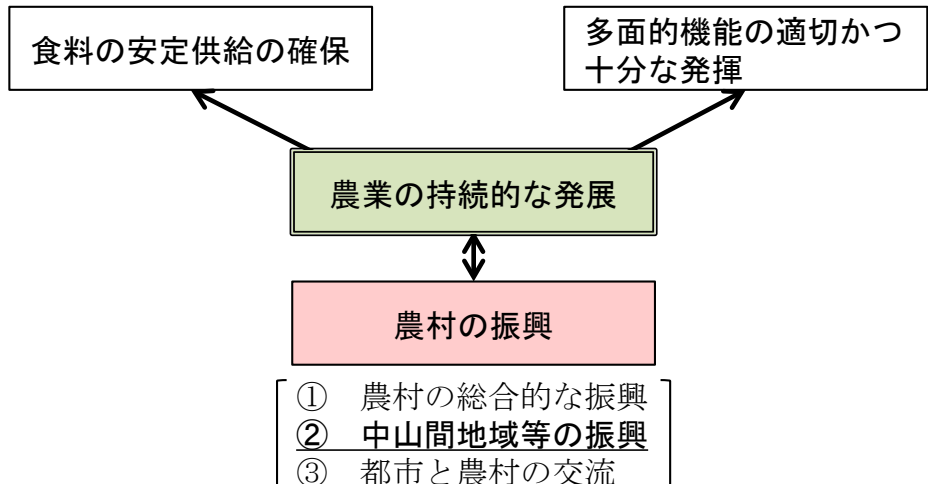 食料の安定供給の確保
多面的機能の適切かつ
十分な発揮
農業の持続的な発展
農村の振興
① 農村の総合的な振興
② 中山間地域等の振興
③ 都市と農村の交流